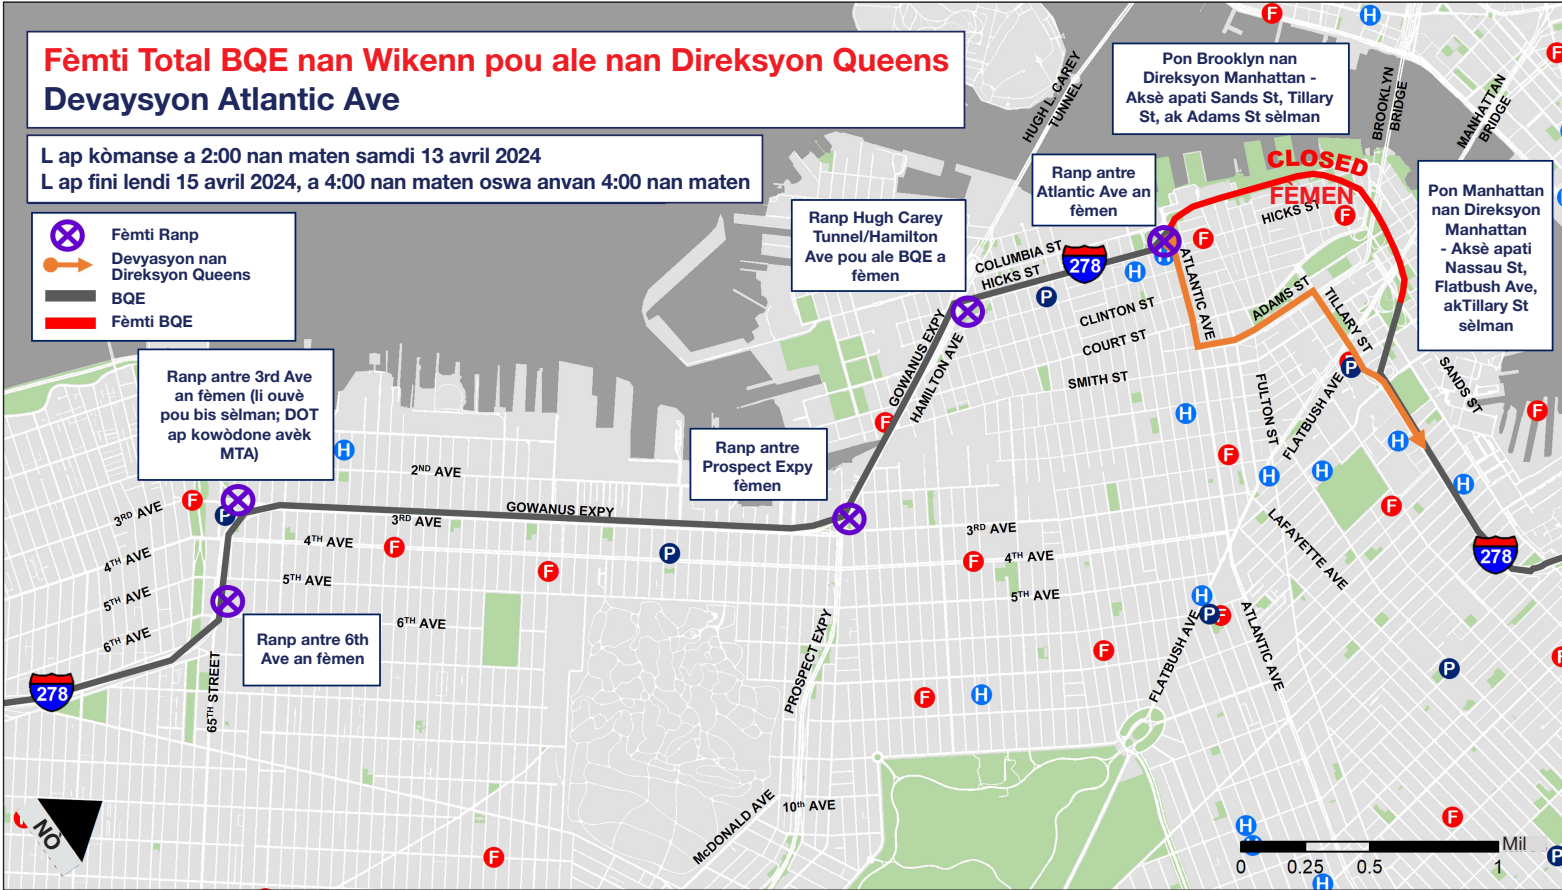 Fèmti Total BQE nan Wikenn pou ale nan Direksyon Queens
Devaysyon Atlantic Ave
L ap kòmanse a 2:00 nan maten samdi 13 avril 2024
L ap fini lendi 15 avril 2024, a 4:00 nan maten oswa anvan 4:00 nan maten
Fèmti Ranp
Devyasyon nan
Direksyon Queens
BQE
Fèmti BQE
Ranp antre 3rd Ave
an fèmen (li ouvè
pou bis sèlman; DOT
ap kowòdone avèk
MTA)
Ranp antre 6th
Ave an fèmen
Ranp antre
Prospect Expy
fèmen
Ranp Hugh Carey
Tunnel/Hamilton
Ave pou ale BQE a
fèmen
Ranp antre
Atlantic Ave an
fèmen
Pon Brooklyn nan
Direksyon Manhattan -
Aksè apati Sands St, Tillary
St, ak Adams St sèlman
Pon Manhattan
nan Direksyon
Manhattan
- Aksè apati
Nassau St,
Flatbush Ave,
akTillary St
sèlman
CLOSED
FÈMEN
HUGH L. CAREY
TUNNEL
BROOKLYN
BRIDGE
MANHATTAN
BRIDGE
HICKS ST
COLUMBIA ST
HICKS ST
278
CLINTON ST
COURT ST
SMITH ST
ATLANTIC AVE
ADAMS ST
TILLARY ST
SANDS ST
FULTON ST
FLATBUSH AVE
LAFAYETTE AVE
278
GOWANUS EXPY
HAMILTON AVE
2ND AVE
GOWANUS EXPY
3RD AVE
4TH AVE
5TH AVE
6TH AVE
3RD AVE
4TH AVE
5TH AVE
6TH AVE
3RD AVE
4TH AVE
5TH AVE
278
65TH STREET
PROSPECT EXPY
FLATBUSH AVE
ATLANTIC AVE
McDONALD AVE
10th AVE
NÒ
Mil
0 0.25 0.5 1
F
H
P